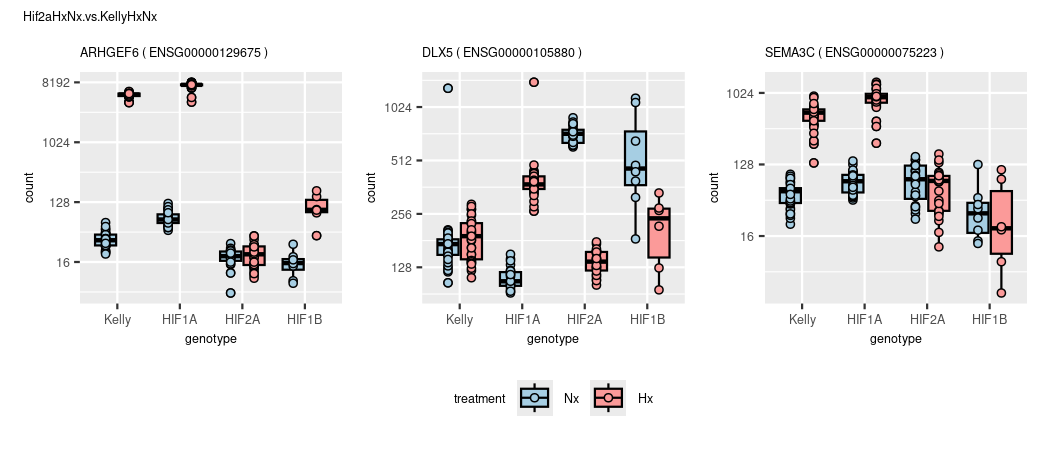 Hif2aHxNx.vs.KellyHxNx
ARHGEF6 ( ENSG00000129675 )
8192
1024
128
16
count
Kelly HIF1A HIF2A HIF1B
genotype
DLX5 ( ENSG00000105880 )
1024
512
256
128
count
Kelly HIF1A HIF2A HIF1B
genotype
SEMA3C ( ENSG00000075223 )
1024
128
16
count
Kelly HIF1A HIF2A HIF1B
genotype
treatment Nx Hx